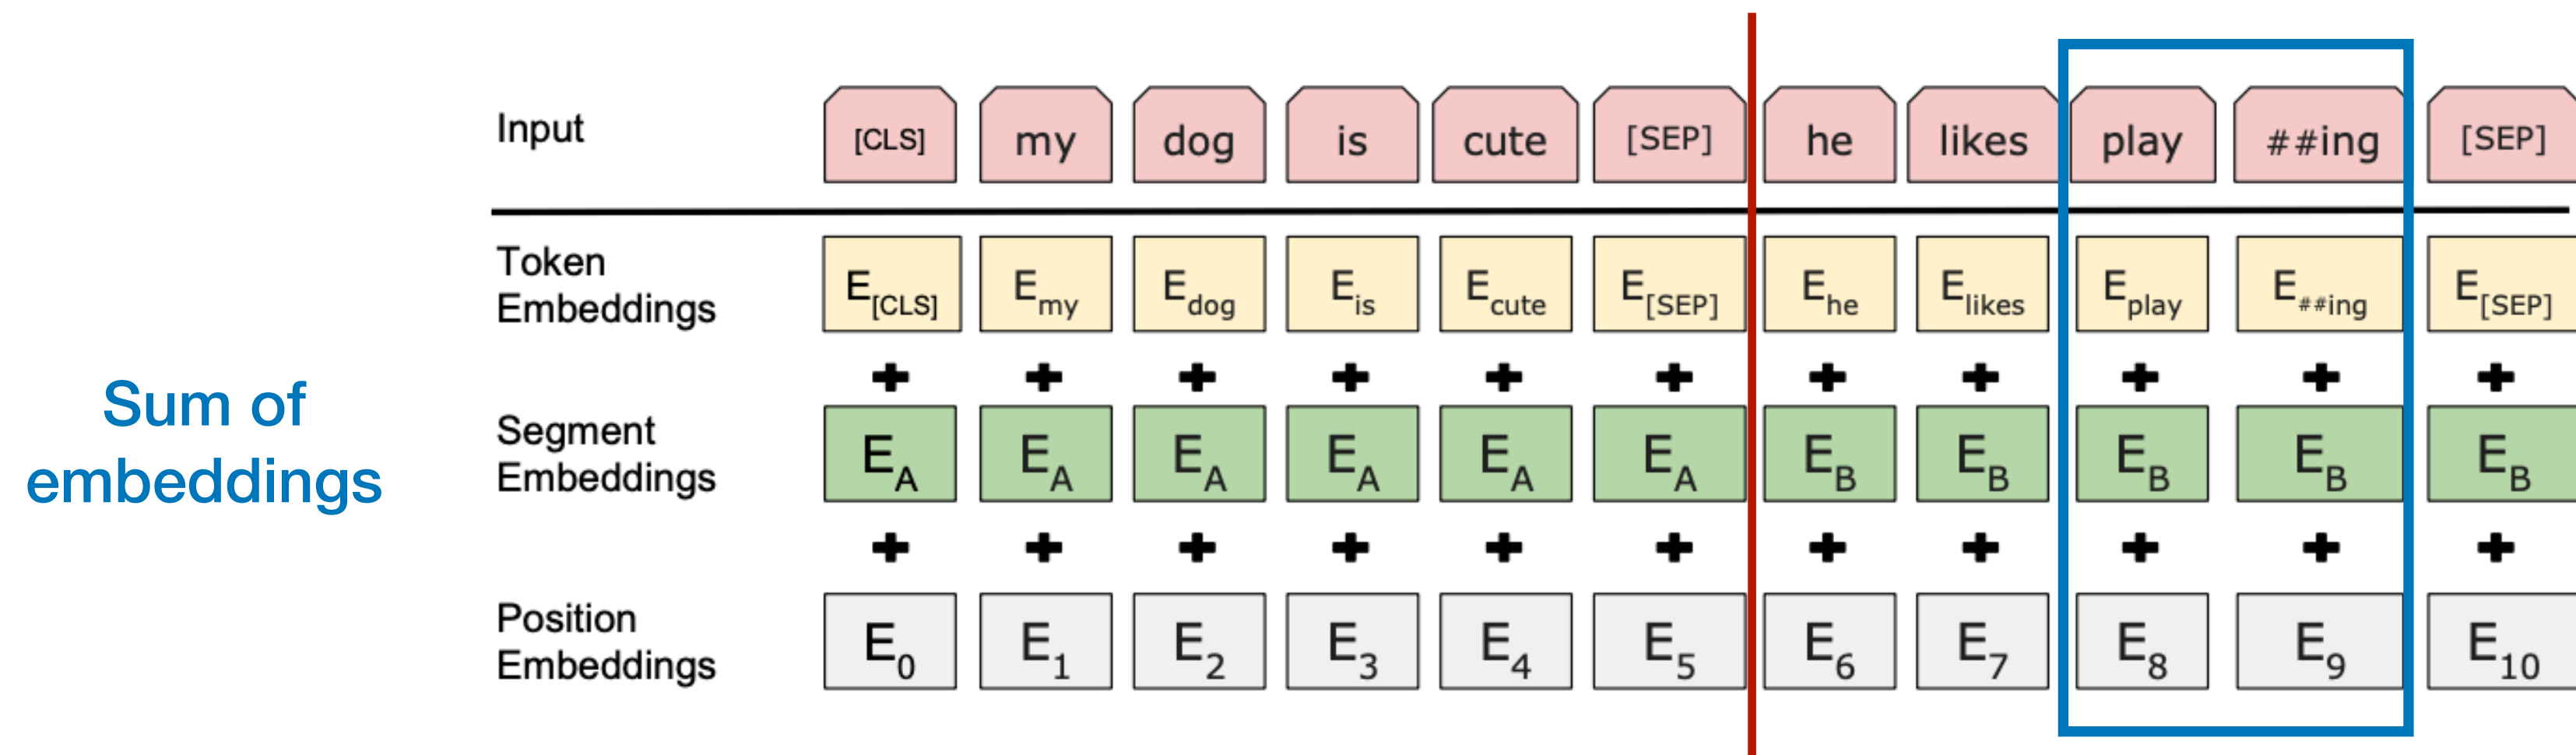 Input [CLS] my dog is cute [SEP] he likes play ##ing [SEP]
Token
Embeddings
E[CLS] Emy Edog Eis Ecute E[SEP] Ehe Elikes Eplay E##ing E[SEP]
+ + + + + + + + + + +
Sum of
embeddings
Segment
Embeddings
EA EA EA EA EA EA EB EB EB EB EB
+ + + + + + + + + + +
Position
Embeddings
E0 E1 E2 E3 E4 E5 E6 E7 E8 E9 E10